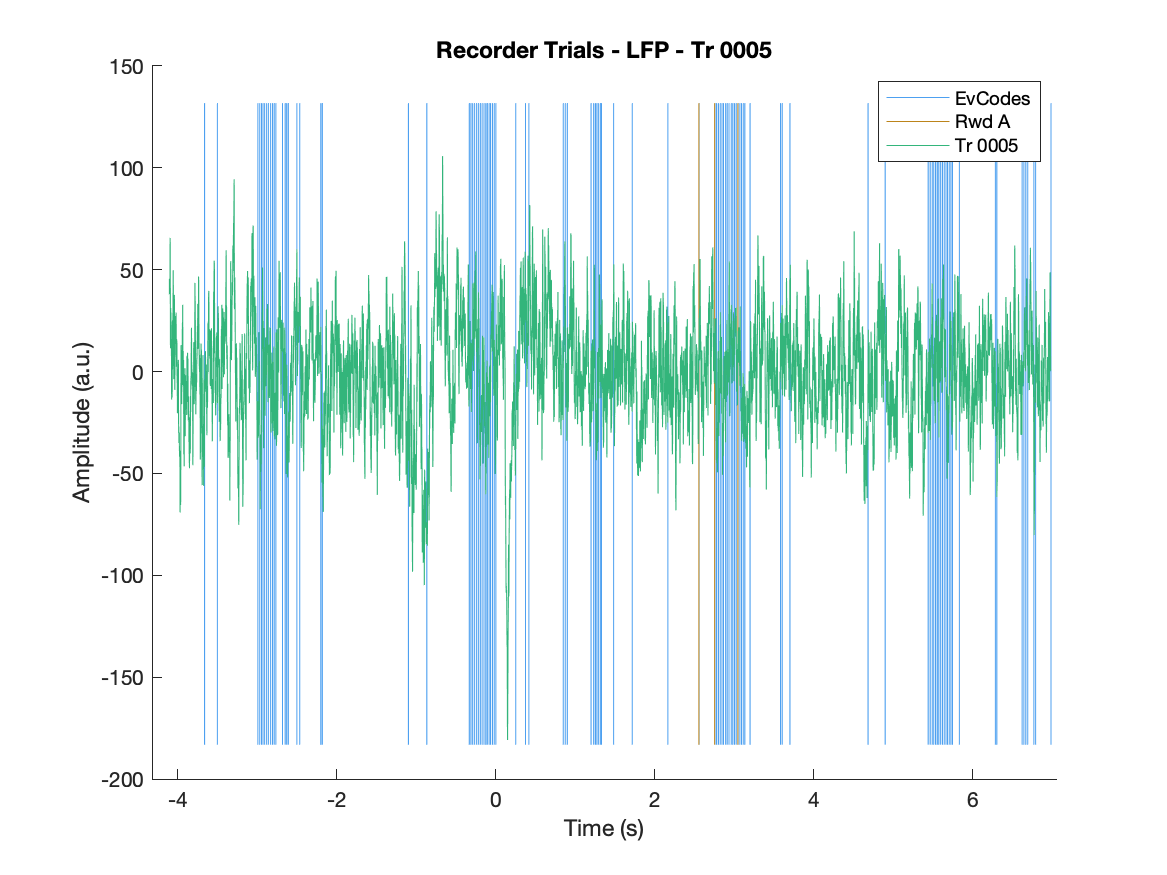 Recorder Trials - LFP - Tr 0005
150
100
50
0
-50
-100
-150
-200
Amplitude (a.u.)
EvCodes
Rwd A
Tr 0005
-4 -2 0 2 4 6
Time (s)